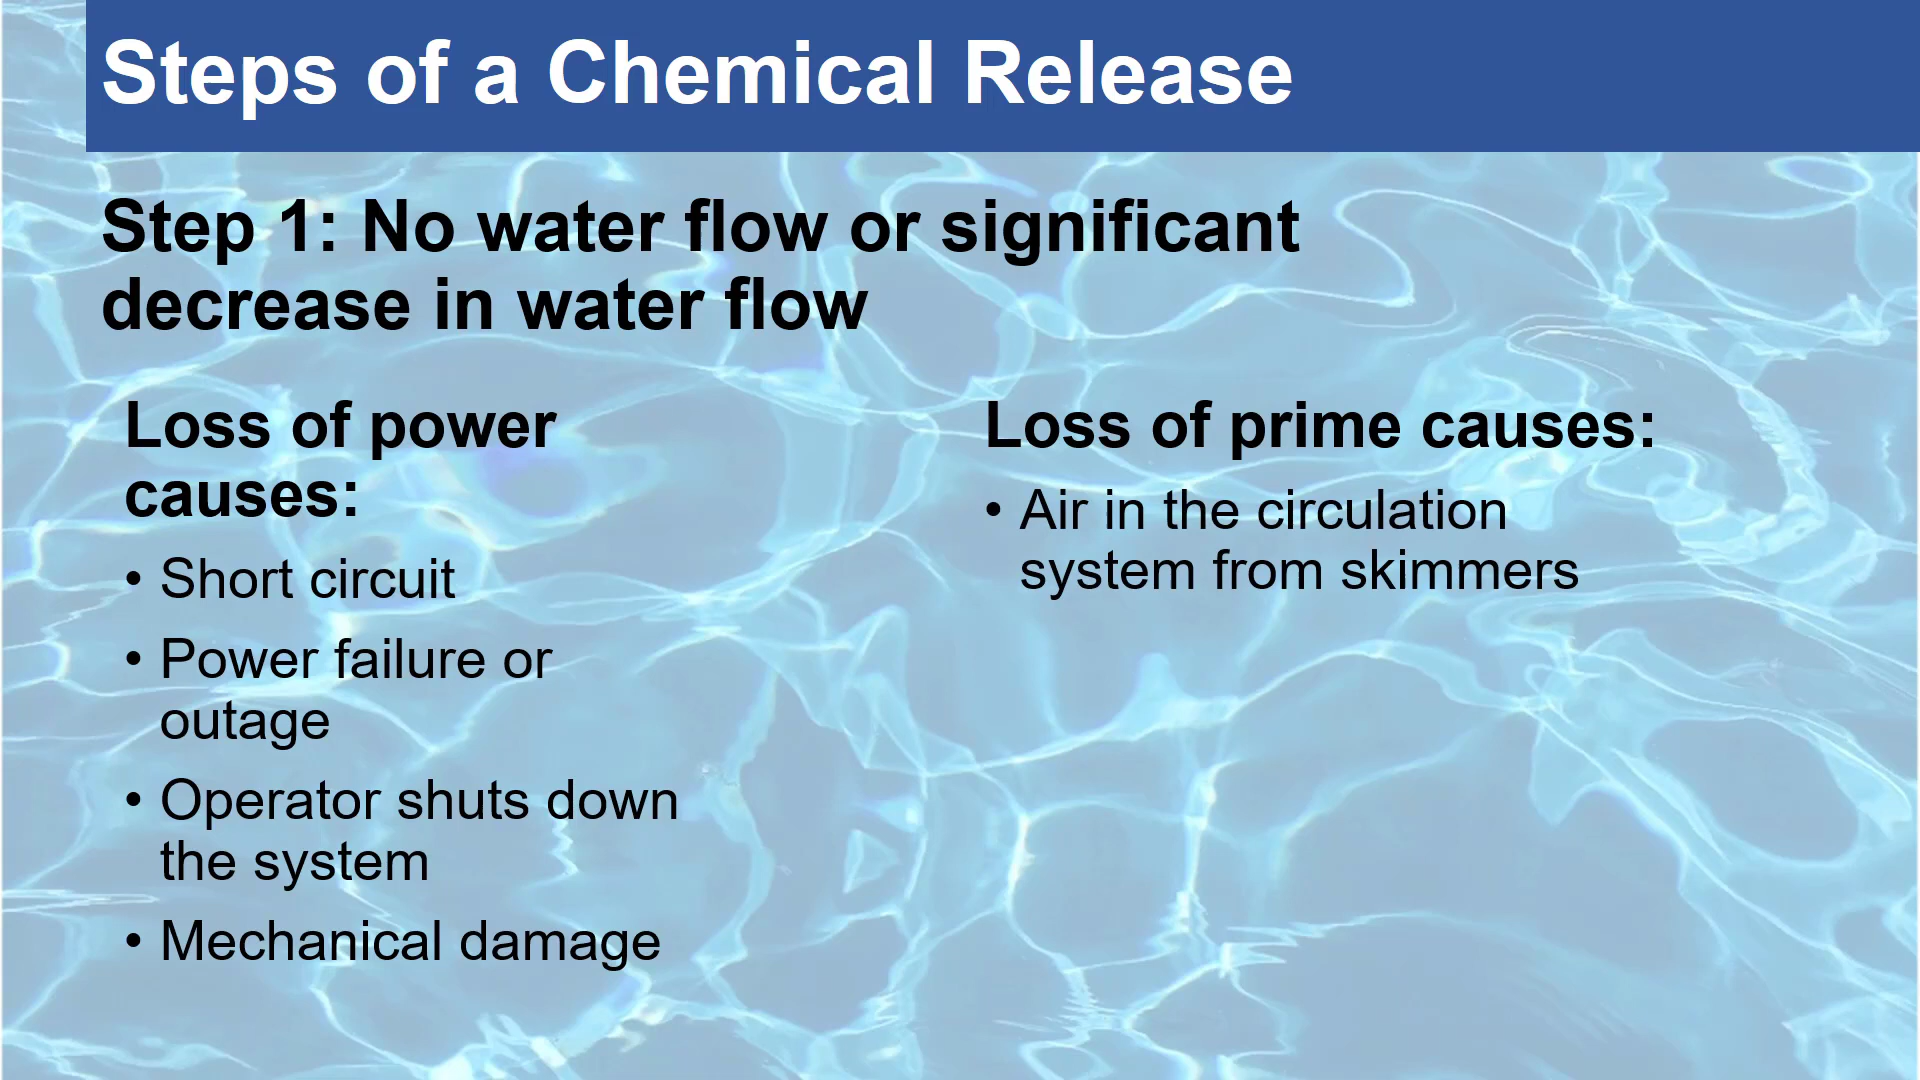 Steps of a Chemical Release
Step 1: No water flow or significant
decrease in water flow
Loss of power
causes:
• Short circuit
• Power failure or
outage
• Operator shuts down
the system
• Mechanical damage
Loss of prime causes:
• Air in the circulation
system from skimmers